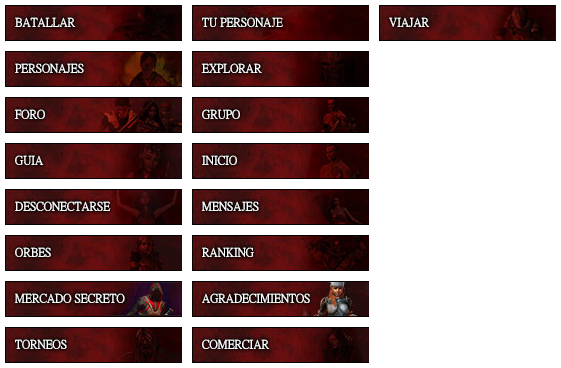 BATALLAR
TU PERSONAJE
VIAJAR
PERSONAJES
EXPLORAR
FORO
GRUPO
GUIA
INICIO
DESCONECTARSE
MENSAJES
ORBES
RANKING
MERCADO SECRETO
AGRADECIMIENTOS
TORNEOS
COMERCIAR